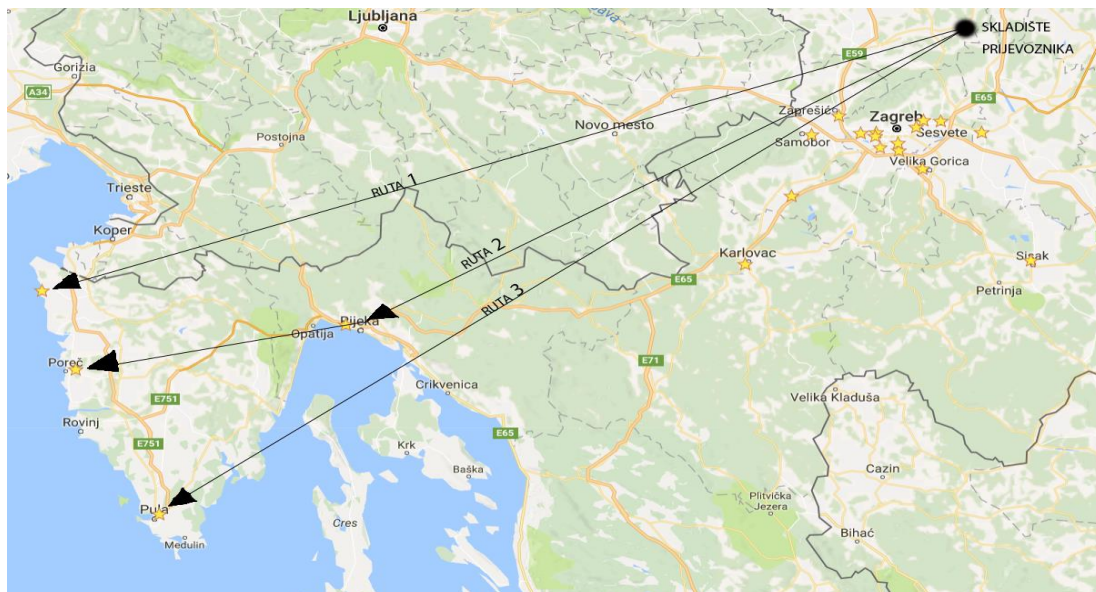 Ljubljana
SKLADIŠTE
PRIJEVOZNIKA
E59
Gorizia
A34
E65
Zaprešić
Zagreb
Sesvete
Novo mesto
Postojna
Samobor
Velika Gorica
Trieste
RUTA 1
Koper
RUTA 2
Karlovac
Sisak
E65
Petrinja
RUTA 3
Pijeka
Opatija
Poreč
E71
Crikvenica
E751
Velika Kladuša
Rovinj
E65
E751
Krk
Baška
Cazin
Plitvička
Jezera
Pula
Cres
Bihać
Medulin